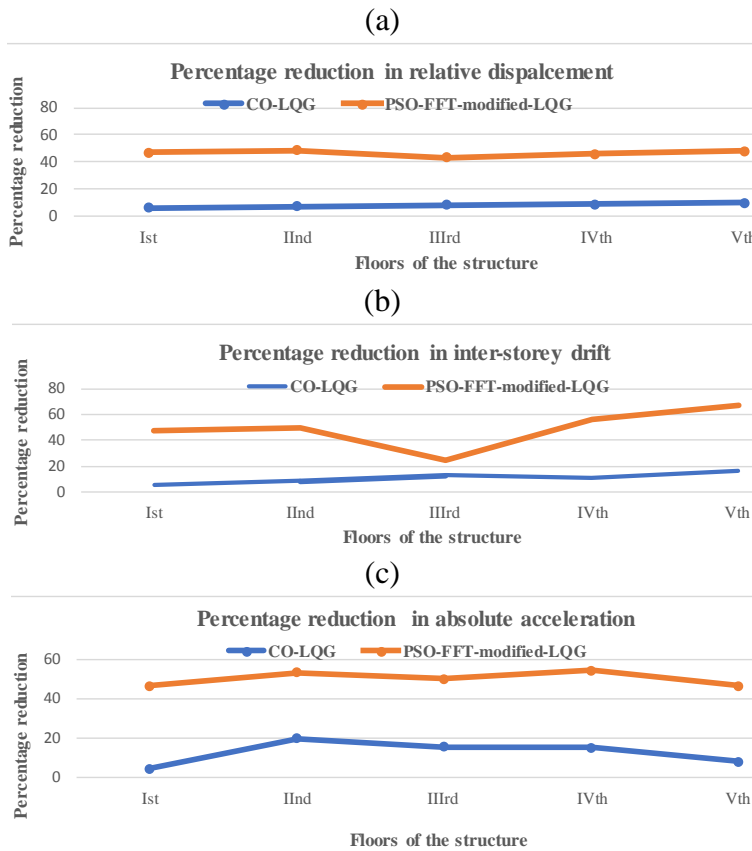 (a)
Percentage reduction in relative dispalcement
CO-LQG PSO-FFT-modified-LQG
Percentage reduction
80
60
40
20
0
Ist IInd IIIrd IVth Vth
Floors of the structure
(b)
Percentage reduction in inter-storey drift
CO-LQG PSO-FFT-modified-LQG
Percentage reduction
80
60
40
20
0
Ist IInd IIIrd IVth Vth
Floors of the structure
(c)
Percentage reduction in absolute acceleration
CO-LQG PSO-FFT-modified-LQG
Percentage reduction
60
40
20
0
Ist IInd IIIrd IVth Vth
Floors of the structure